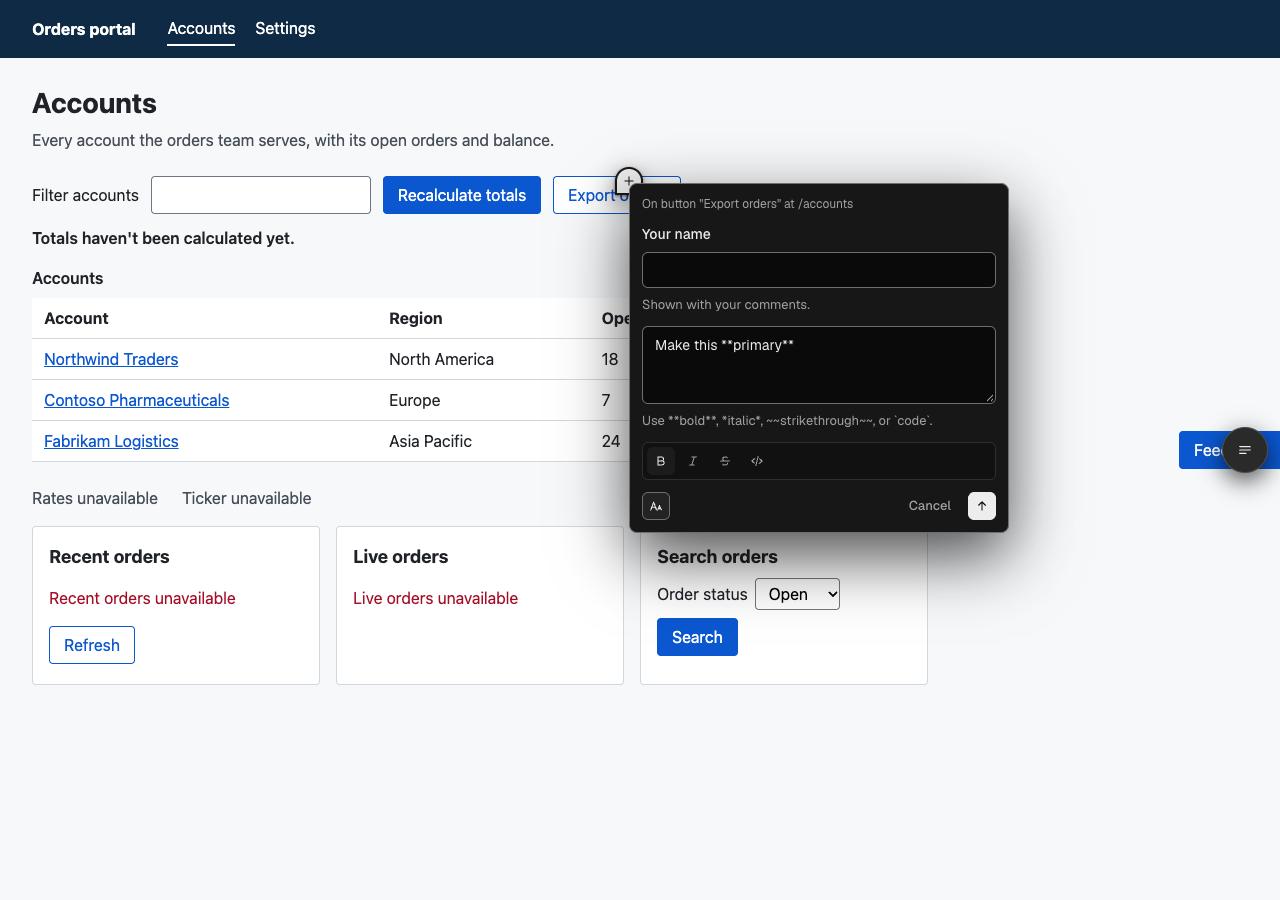 Orders portal Accounts Settings
Accounts
Every account the orders team serves, with its open orders and balance.
Filter accounts Recalculate totals Export
Totals haven't been calculated yet.
Accounts
Account Region
Northwind Traders North America 18
Contoso Pharmaceuticals Europe 7
Fabrikam Logistics Asia Pacific 24
On button "Export orders" at /accounts
Your name
Shown with your comments.
Make this **primary**
Use **bold**, *italic*, ~~strikethrough~~, or `code`.
B I S </>
AA Cancel
Rates unavailable Ticker unavailable
Recent orders
Recent orders unavailable
Refresh
Live orders
Live orders unavailable
Search orders
Order status Open
Search